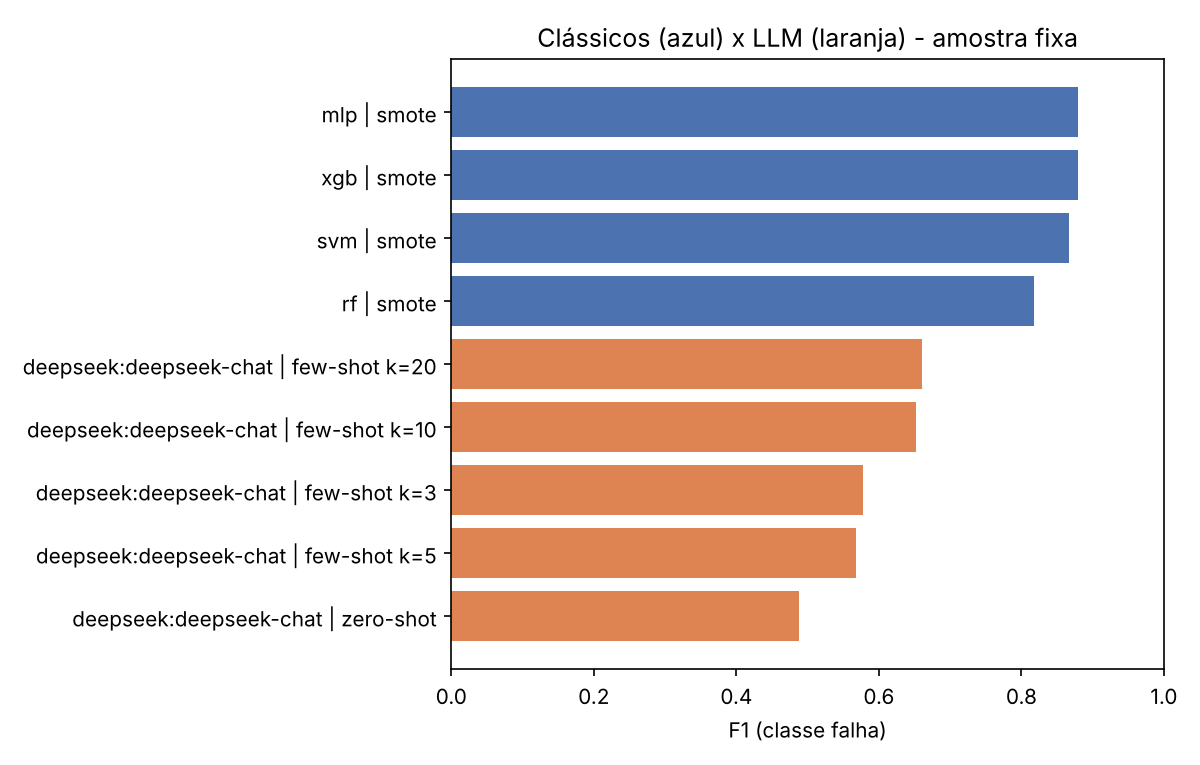 Clássicos (azul) x LLM (laranja) - amostra fixa
mlp | smote
xgb | smote
svm | smote
rf | smote
deepseek:deepseek-chat | few-shot k=20
deepseek:deepseek-chat | few-shot k=10
deepseek:deepseek-chat | few-shot k=3
deepseek:deepseek-chat | few-shot k=5
deepseek:deepseek-chat | zero-shot
0.0 0.2 0.4 0.6 0.8 1.0
F1 (classe falha)